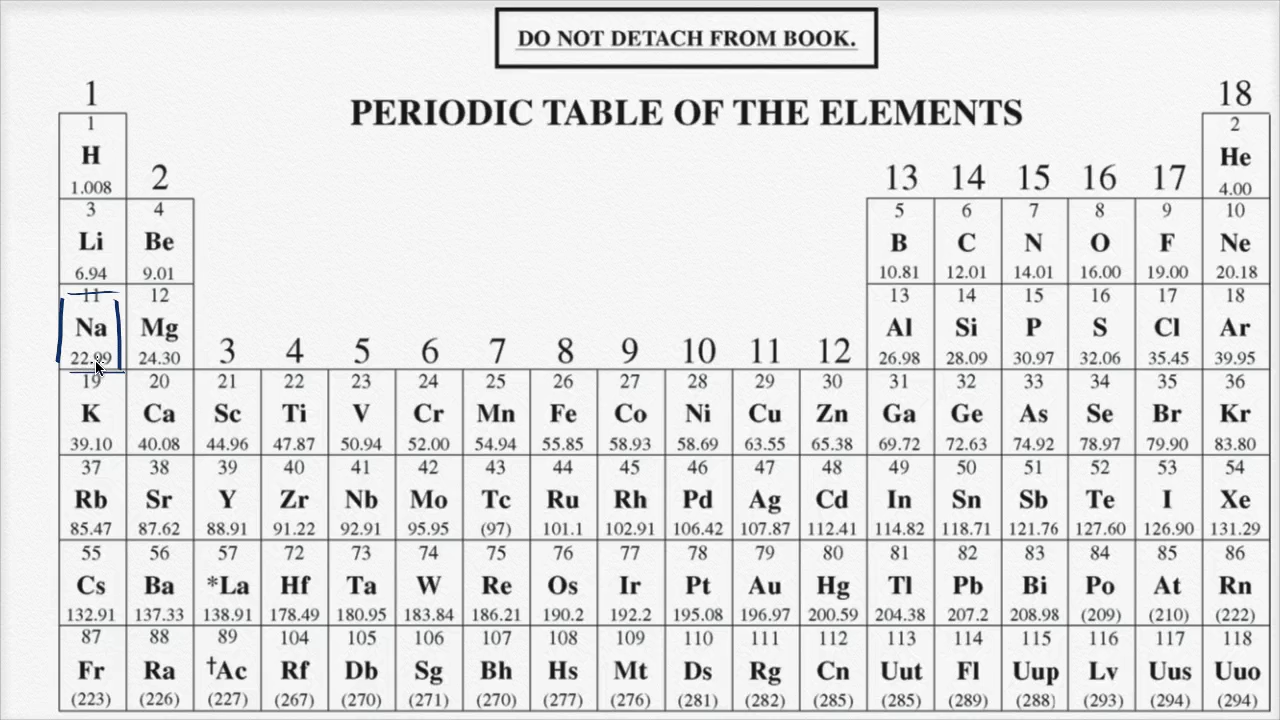 DO NOT DETACH FROM BOOK.
PERIODIC TABLE OF THE ELEMENTS
1 18
1 2
H He
1.008 2 13 14 15 16 17 4.00
3 4 5 6 7 8 9 10
Li Be B C N O F Ne
6.94 9.01 10.81 12.01 14.01 16.00 19.00 20.18
11 12 13 14 15 16 17 18
Na Mg Al Si P S Cl Ar
22.99 24.30 3 4 5 6 7 8 9 10 11 12 26.98 28.09 30.97 32.06 35.45 39.95
19 20 21 22 23 24 25 26 27 28 29 30 31 32 33 34 35 36
K Ca Sc Ti V Cr Mn Fe Co Ni Cu Zn Ga Ge As Se Br Kr
39.10 40.08 44.96 47.87 50.94 52.00 54.94 55.85 58.93 58.69 63.55 65.38 69.72 72.63 74.92 78.97 79.90 83.80
37 38 39 40 41 42 43 44 45 46 47 48 49 50 51 52 53 54
Rb Sr Y Zr Nb Mo Tc Ru Rh Pd Ag Cd In Sn Sb Te I Xe
85.47 87.62 88.91 91.22 92.91 95.95 (97) 101.1 102.91 106.42 107.87 112.41 114.82 118.71 121.76 127.60 126.90 131.29
55 56 57 72 73 74 75 76 77 78 79 80 81 82 83 84 85 86
Cs Ba *La Hf Ta W Re Os Ir Pt Au Hg Tl Pb Bi Po At Rn
132.91 137.33 138.91 178.49 180.95 183.84 186.21 190.2 192.2 195.08 196.97 200.59 204.38 207.2 208.98 (209) (210) (222)
87 88 89 104 105 106 107 108 109 110 111 112 113 114 115 116 117 118
Fr Ra †Ac Rf Db Sg Bh Hs Mt Ds Rg Cn Uut Fl Uup Lv Uus Uuo
(223) (226) (227) (267) (270) (271) (270) (277) (276) (281) (282) (285) (285) (289) (288) (293) (294) (294)